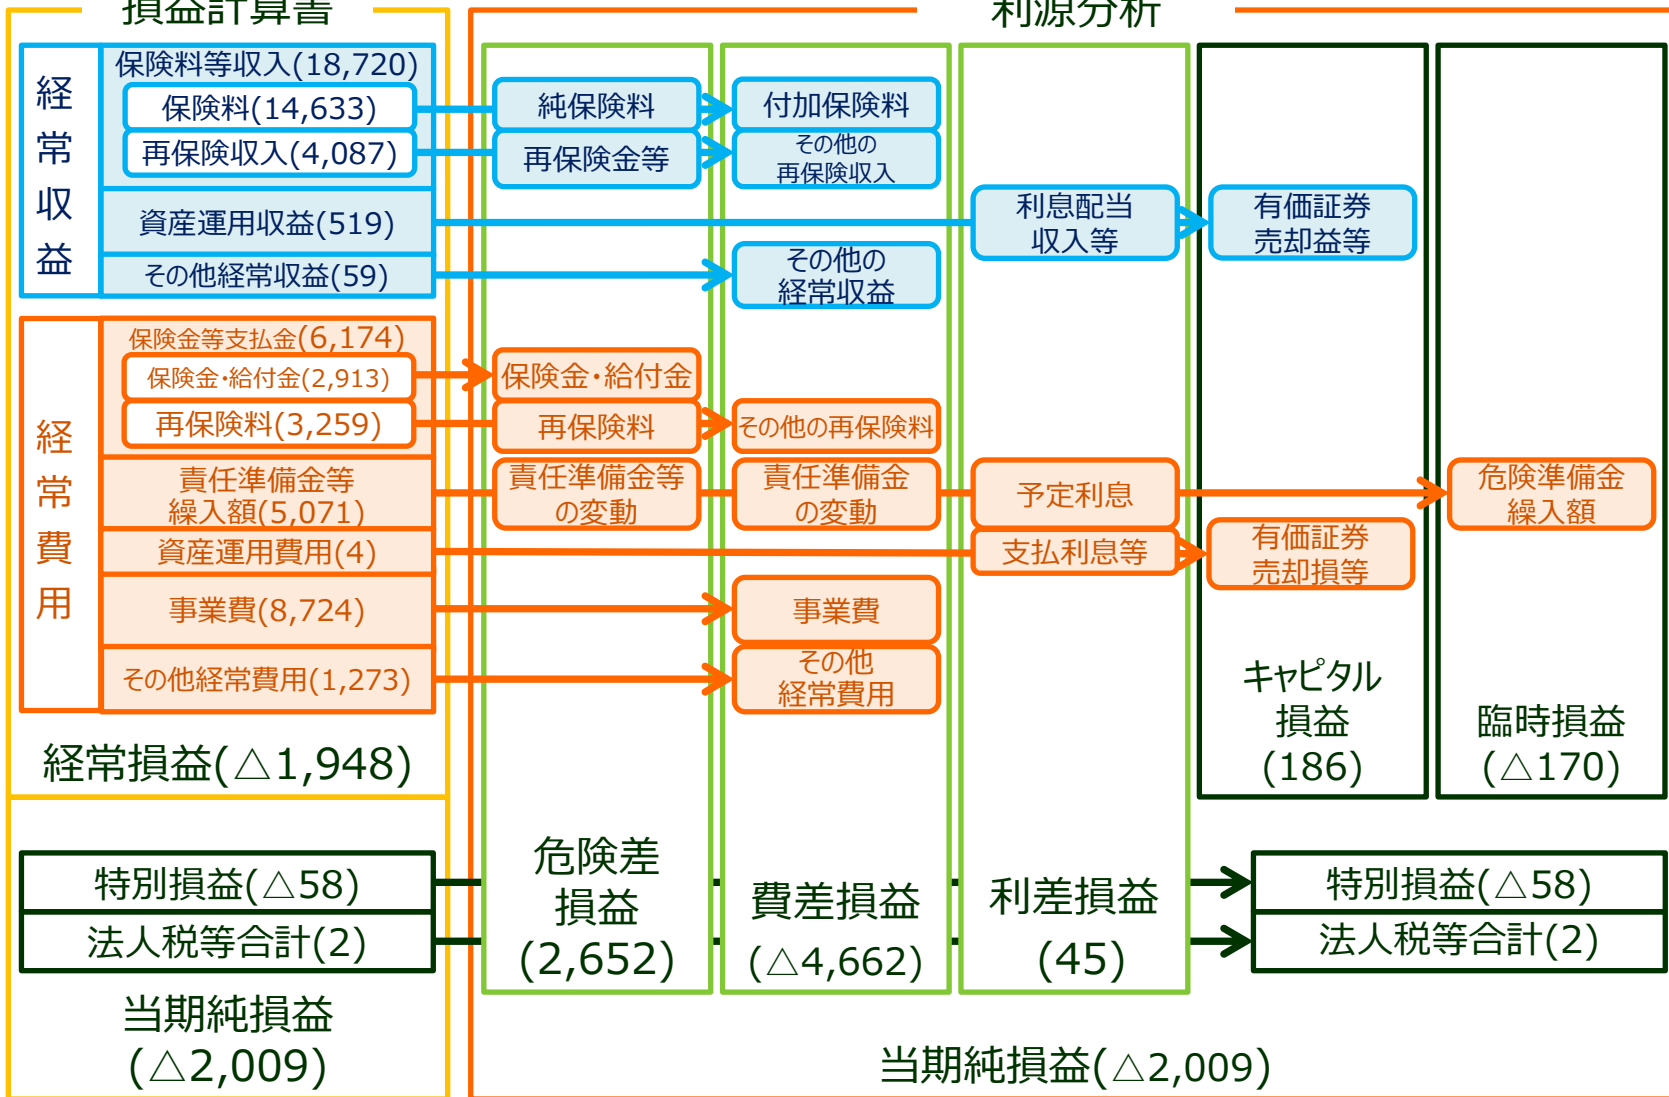 損益計算書
経
常
収
益
保険料等収入(18,720)
保険料(14,633)
再保険収入(4,087)
資産運用収益(519)
その他経常収益(59)
経
常
費
用
保険金等支払金(6,174)
保険金・給付金(2,913)
再保険料(3,259)
責任準備金等
繰入額(5,071)
資産運用費用(4)
事業費(8,724)
その他経常費用(1,273)
経常損益(△1,948)
特別損益(△58)
法人税等合計(2)
当期純損益
(△2,009)
利源分析
純保険料
再保険金等
保険金・給付金
再保険料
責任準備金等
の変動
危険差
損益
(2,652)
付加保険料
その他の
再保険収入
その他の
経常収益
その他の再保険料
責任準備金
の変動
事業費
その他
経常費用
費差損益
(△4,662)
利息配当
収入等
予定利息
支払利息等
利差損益
(45)
有価証券
売却益等
有価証券
売却損等
キャピタル
損益
(186)
危険準備金
繰入額
臨時損益
(△170)
特別損益(△58)
法人税等合計(2)
当期純損益(△2,009)